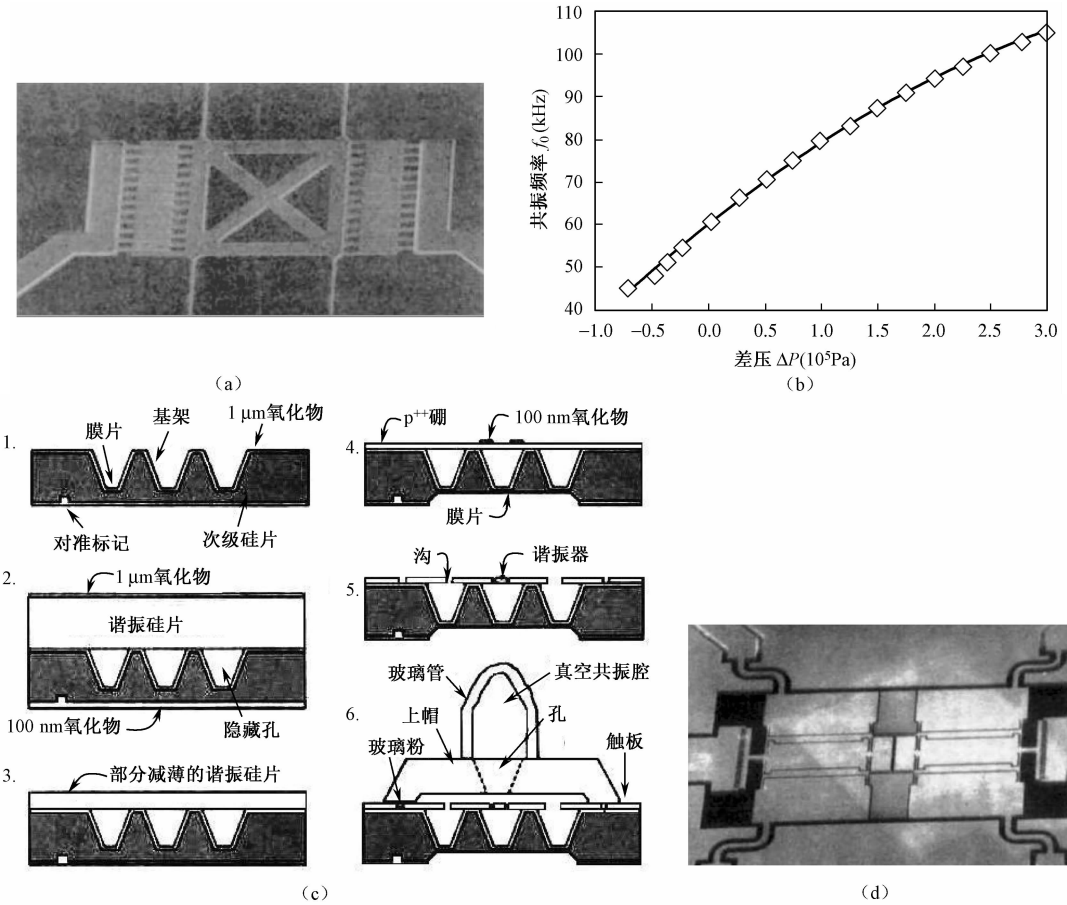 110
100
90
80
70
60
50
40
共振频率 f₀ (kHz)
−1.0
−0.5
0.0
0.5
1.0
1.5
2.0
2.5
3.0
差压 ΔP(10⁵Pa)
（a）
（b）
1.
膜片
基架
1 μm氧化物
对准标记
次级硅片
2.
1 μm氧化物
谐振硅片
100 nm氧化物
隐藏孔
3.
部分减薄的谐振硅片
4.
p⁺⁺硼
100 nm氧化物
膜片
5.
沟
谐振器
6.
玻璃管
真空共振腔
上帽
孔
玻璃粉
触板
（c）
（d）